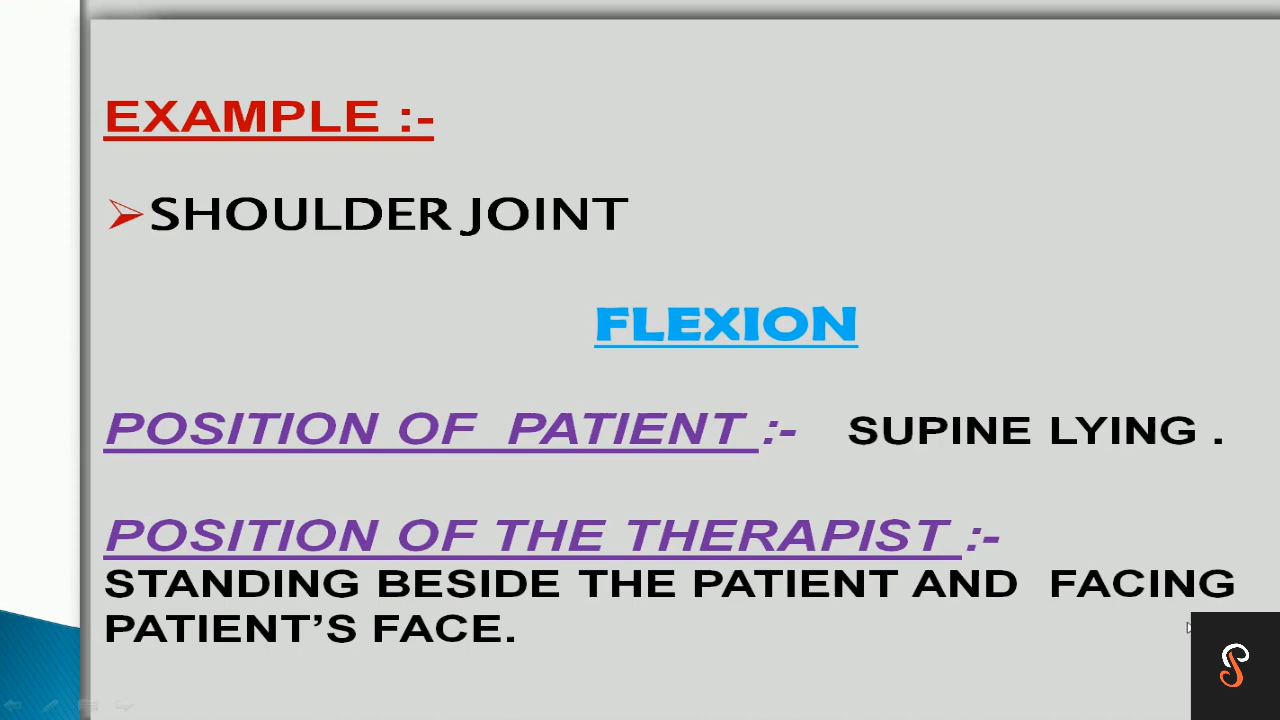 EXAMPLE :-
SHOULDER JOINT
FLEXION
POSITION OF PATIENT :- SUPINE LYING .
POSITION OF THE THERAPIST :-
STANDING BESIDE THE PATIENT AND FACING
PATIENT’S FACE.